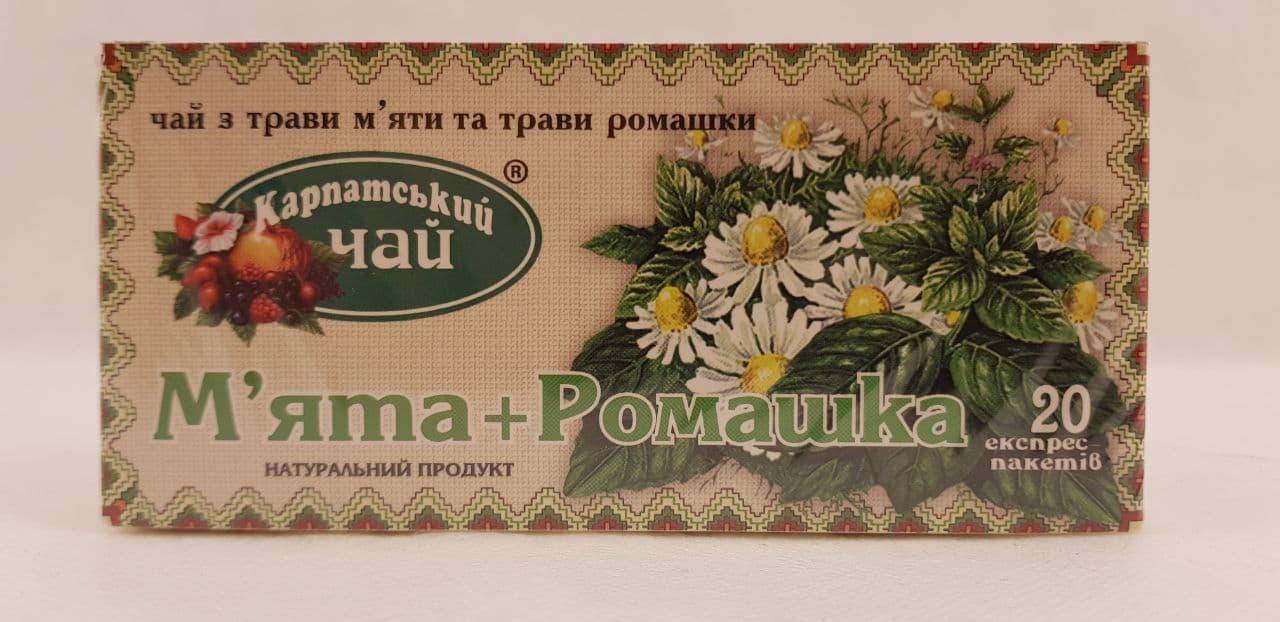 чай з трави м'яти та трави ромашки
®
Карпатський
чай
М'ята+Ромашка
20
експрес-
пакетів
НАТУРАЛЬНИЙ ПРОДУКТ